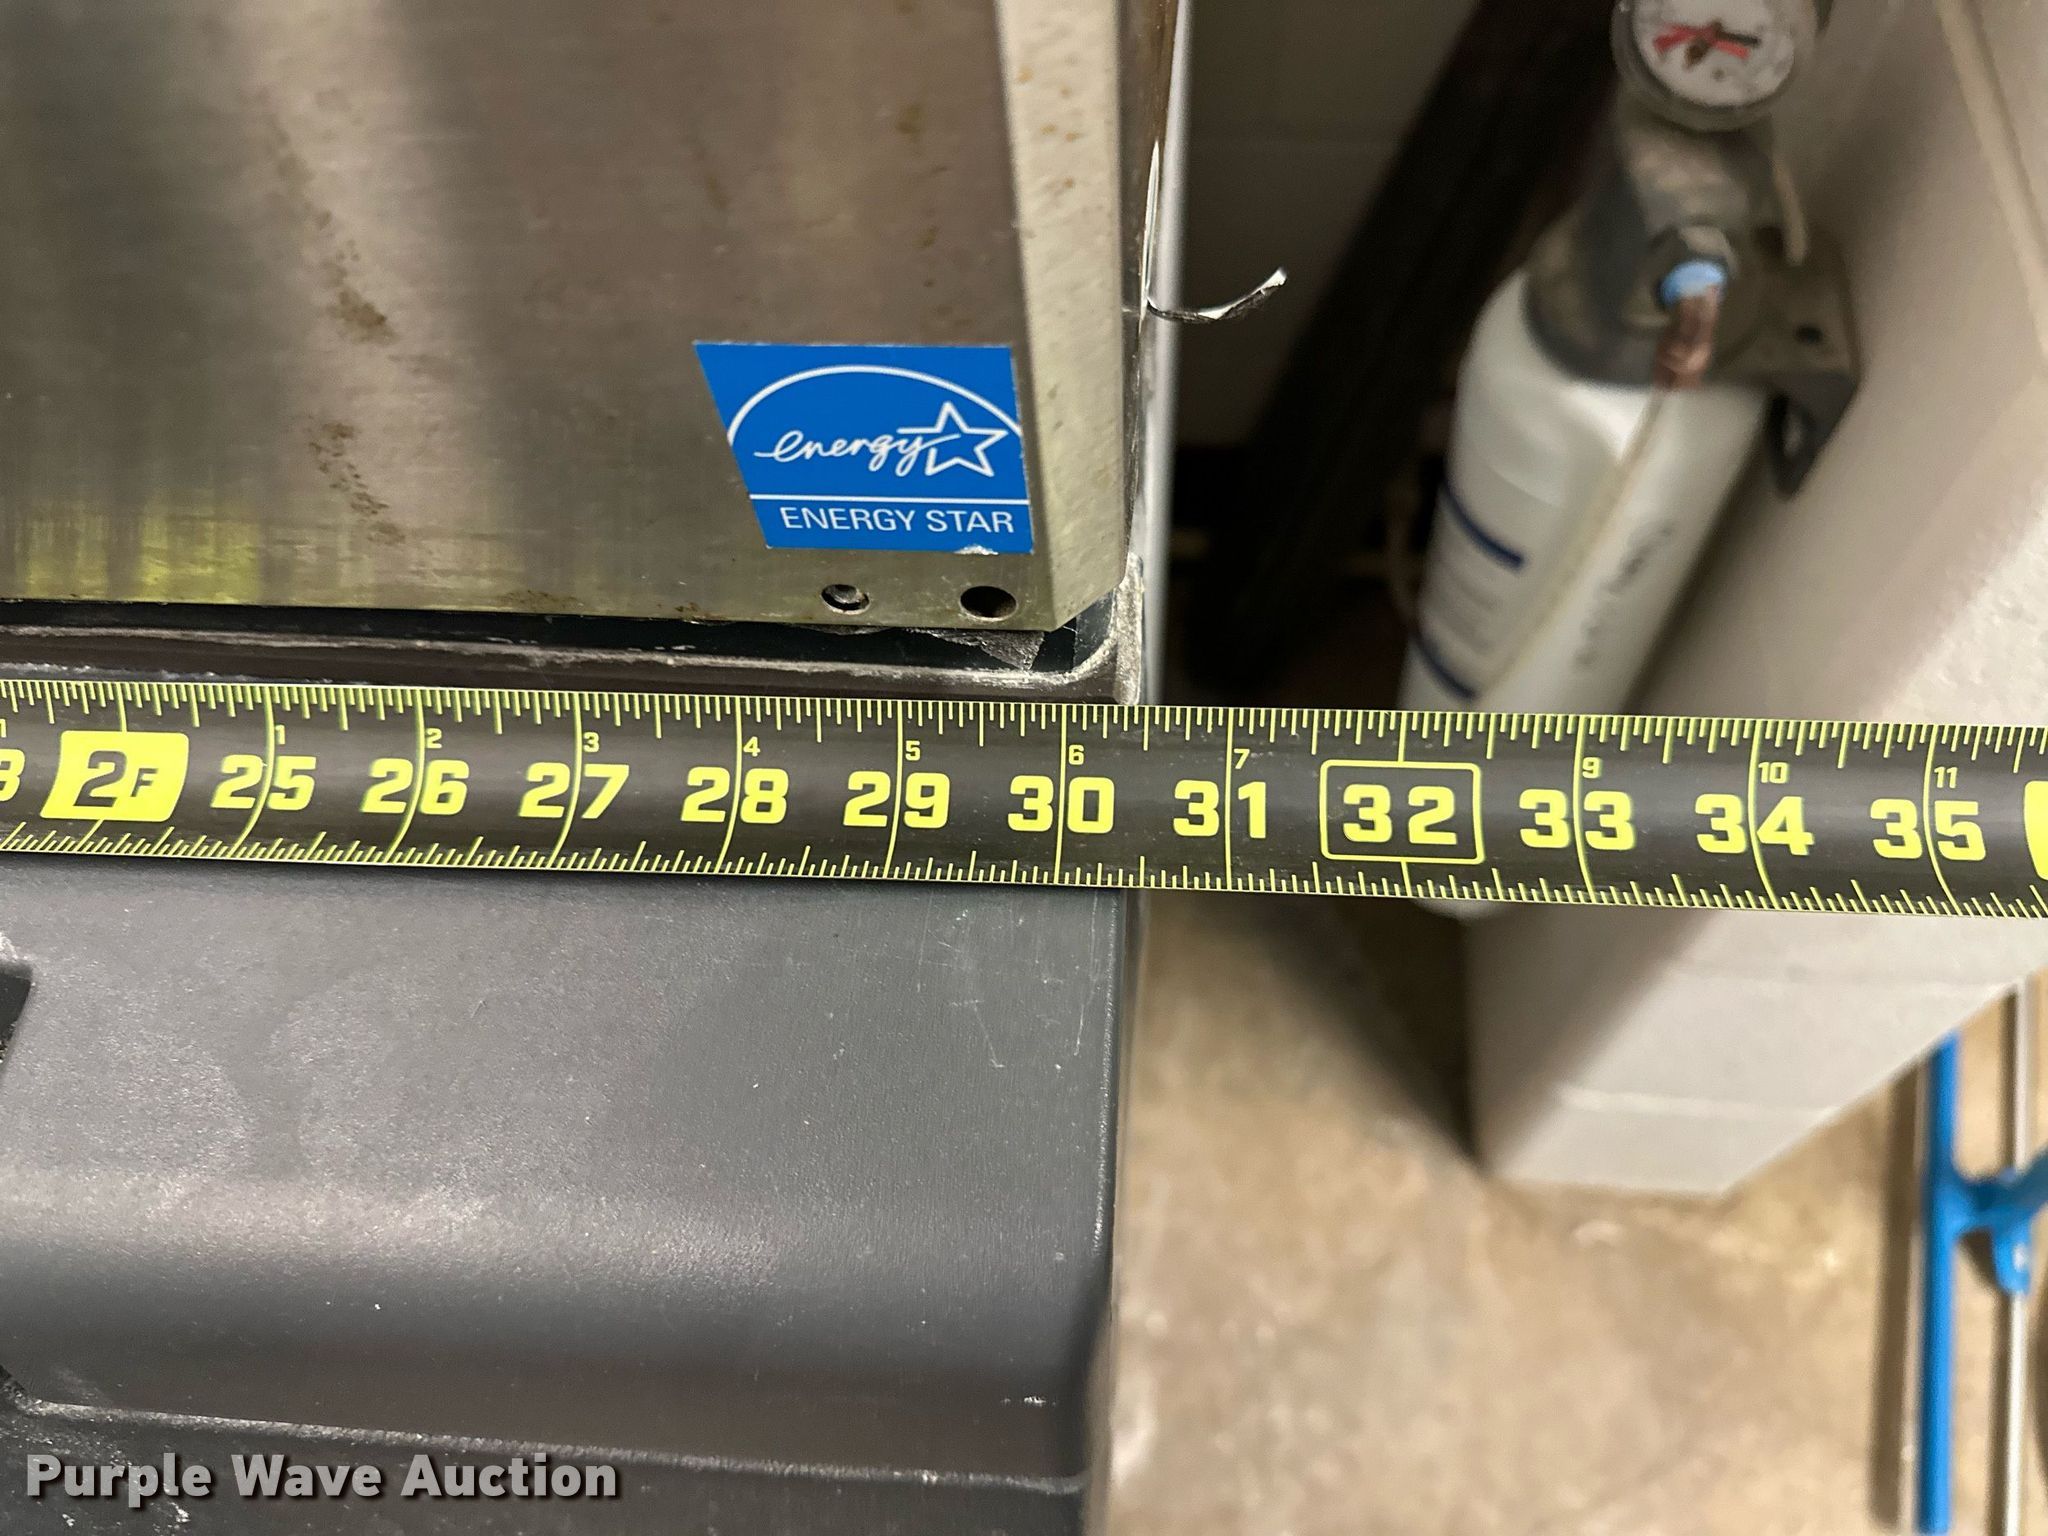 energy
ENERGY STAR
1 2 3 4 5 6 7 9 10 11
3 2F 25 26 27 28 29 30 31 32 33 34 35
Purple Wave Auction